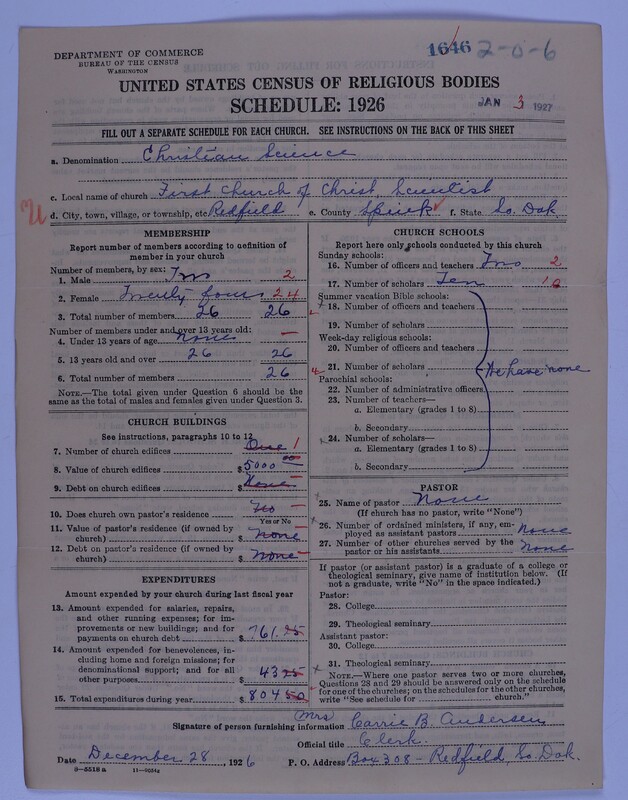 DEPARTMENT OF COMMERCE
BUREAU OF THE CENSUS
WASHINGTON
1646 2-0-6
UNITED STATES CENSUS OF RELIGIOUS BODIES
SCHEDULE: 1926
JAN 3 1927
FILL OUT A SEPARATE SCHEDULE FOR EACH CHURCH. SEE INSTRUCTIONS ON THE BACK OF THIS SHEET
a. Denomination Christian Science
c. Local name of church First Church of Christ, Scientist
d. City, town, village, or township, etc. Redfield e. County Spink f. State So. Dak.
MEMBERSHIP
Report number of members according to definition of member in your church
Number of members, by sex:
1. Male Two 2
2. Female Twenty four 24
3. Total number of members 26 26
Number of members under and over 13 years old:
4. Under 13 years of age None —
5. 13 years old and over 26 26
6. Total number of members 26
NOTE.—The total given under Question 6 should be
same as the total of males and females given under Question 3.
CHURCH BUILDINGS
See instructions, paragraphs 10 to 12
7. Number of church edifices One 1
8. Value of church edifices $5000 00
9. Debt on church edifices $None
10. Does church own pastor's residence? No
Yes or No
11. Value of pastor's residence (if owned by
church) $ none
12. Debt on pastor's residence (if owned by
church) $ None
EXPENDITURES
Amount expended by your church during last fiscal year
13. Amount expended for salaries, repairs,
and other running expenses; for im-
provements or new buildings; and for
payments on church debt $ 761.25
14. Amount expended for benevolences, in-
cluding home and foreign missions; for
denominational support; and for all
other purposes $ 43 25
15. Total expenditures during year $ 804 50
CHURCH SCHOOLS
Report here only schools conducted by this church
Sunday schools:
16. Number of officers and teachers Two 2
17. Number of scholars Ten 10
Summer vacation Bible schools:
18. Number of officers and teachers
19. Number of scholars
Week-day religious schools:
20. Number of officers and teachers
21. Number of scholars We have none
Parochial schools:
22. Number of administrative officers
23. Number of teachers—
a. Elementary (grades 1 to 8)
b. Secondary
24. Number of scholars—
a. Elementary (grades 1 to 8)
b. Secondary
PASTOR
25. Name of pastor None
(If church has no pastor, write "None")
26. Number of ordained ministers, if any, em-
ployed as assistant pastors None
27. Number of other churches served by the
pastor or his assistants None
If pastor (or assistant pastor) is a graduate of a college or
theological seminary, give name of institution below. (If
not a graduate, write "No" in the space indicated.)
Pastor:
28. College
29. Theological seminary
Assistant pastor:
30. College
31. Theological seminary
NOTE.—Where one pastor serves two or more churches,
Questions 28 and 29 should be answered only on the schedule
for one of the churches; on the schedules for the other churches,
write "See schedule for church."
Signature of person furnishing information Mrs Carrie B. Andersen
Official title Clerk.
Date December 28, 1926 P. O. Address Box 308 - Redfield So. Dak.
8—5518 a 11—9024g